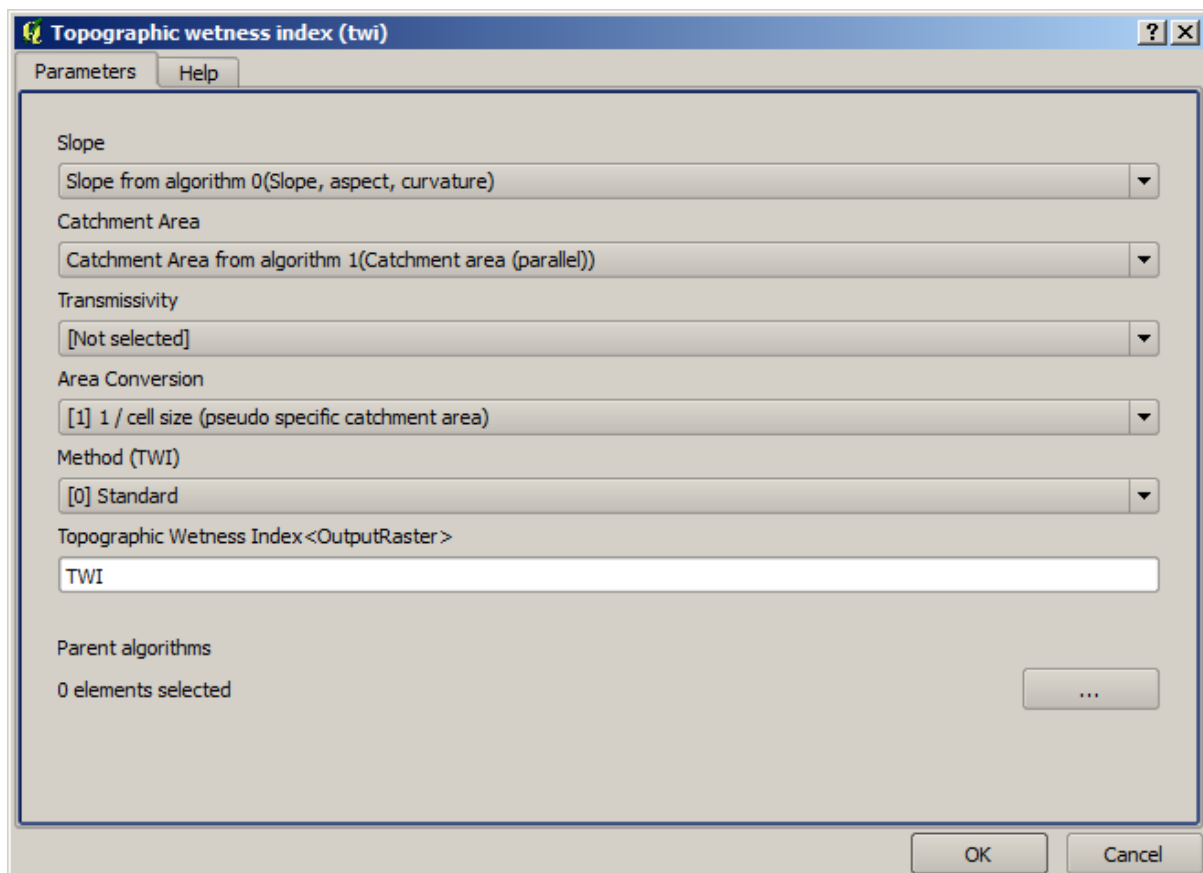 Topographic wetness index (twi)
Parameters Help
Slope
Slope from algorithm 0(Slope, aspect, curvature)
Catchment Area
Catchment Area from algorithm 1(Catchment area (parallel))
Transmissivity
[Not selected]
Area Conversion
[1] 1 / cell size (pseudo specific catchment area)
Method (TWI)
[0] Standard
Topographic Wetness Index<OutputRaster>
TWI
Parent algorithms
0 elements selected ...
OK Cancel